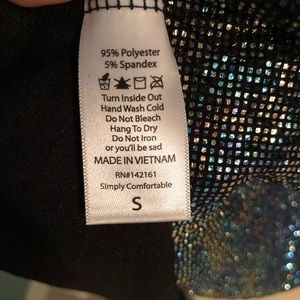 95% Polyester
5% Spandex
Turn Inside Out
Hand Wash Cold
Do Not Bleach
Hang To Dry
Do Not Iron
or you'll be sad
MADE IN VIETNAM
RN#142161
Simply Comfortable
S